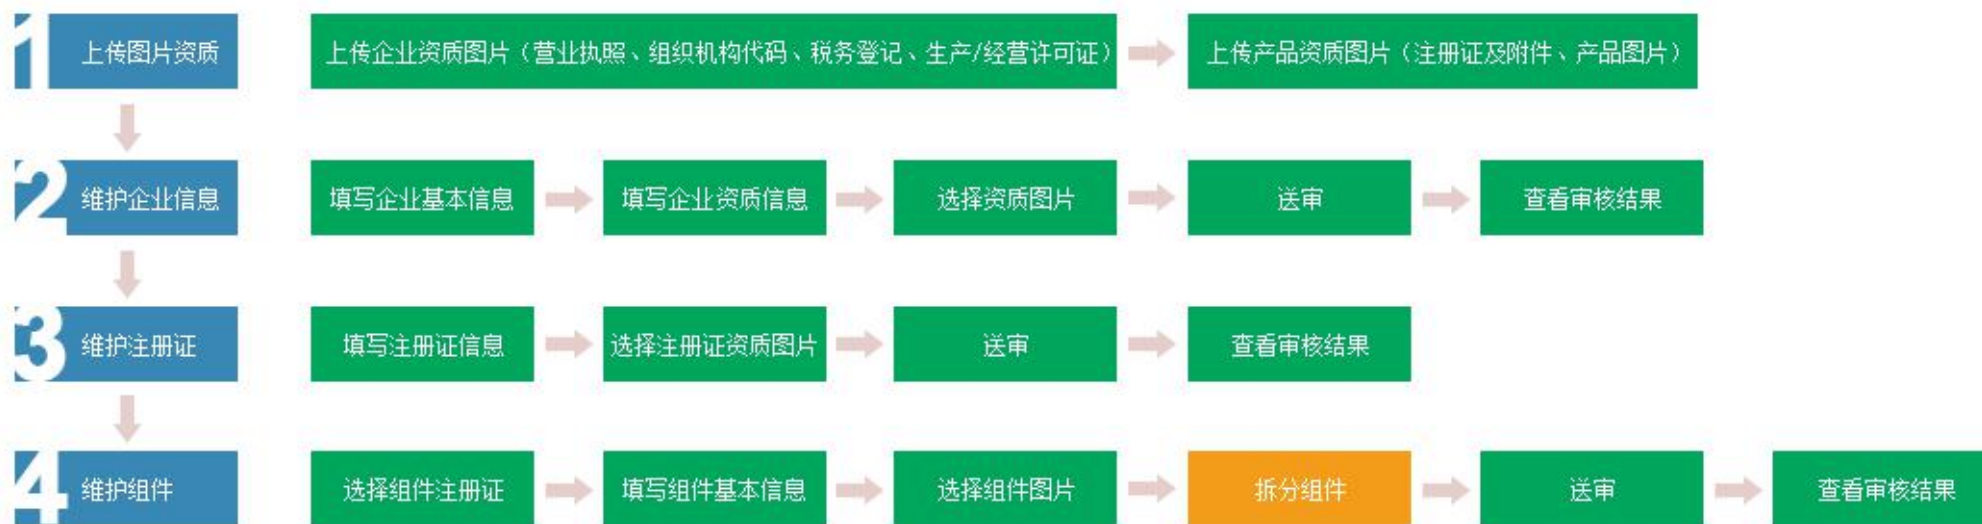 1 上传图片资质 上传企业资质图片（营业执照、组织机构代码、税务登记、生产/经营许可证） 上传产品资质图片（注册证及附件、产品图片）
2 维护企业信息 填写企业基本信息 填写企业资质信息 选择资质图片 送审 查看审核结果
3 维护注册证 填写注册证信息 选择注册证资质图片 送审 查看审核结果
4 维护组件 选择组件注册证 填写组件基本信息 选择组件图片 拆分组件 送审 查看审核结果